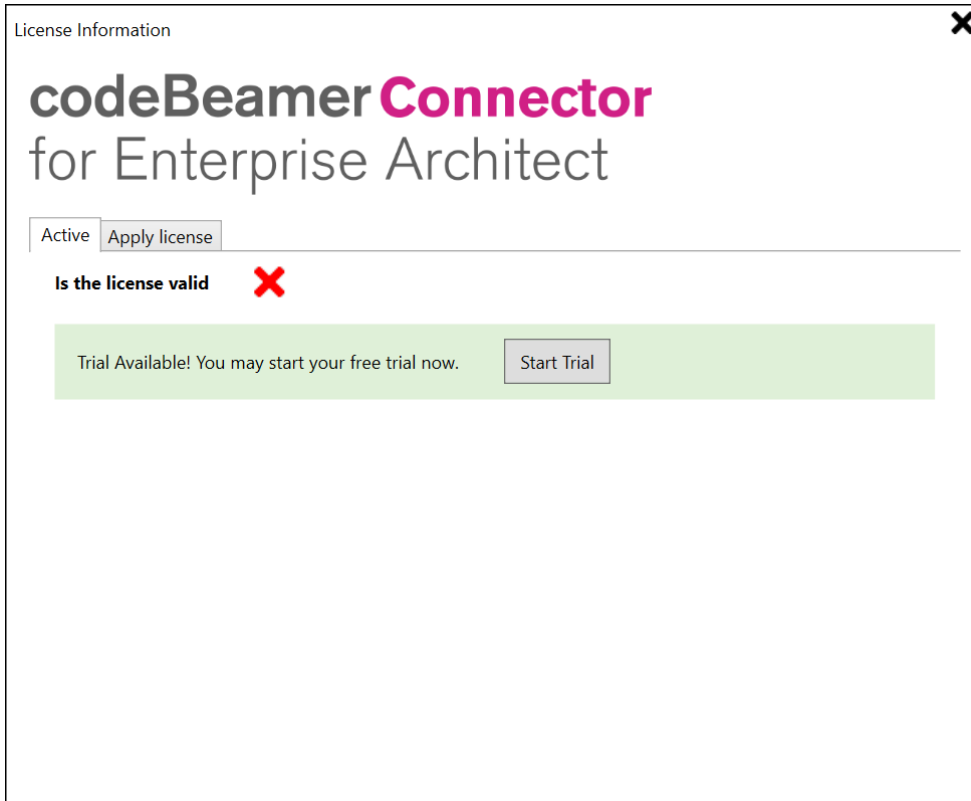 License Information
codeBeamer Connector
for Enterprise Architect
Active Apply license
Is the license valid
Trial Available! You may start your free trial now. Start Trial